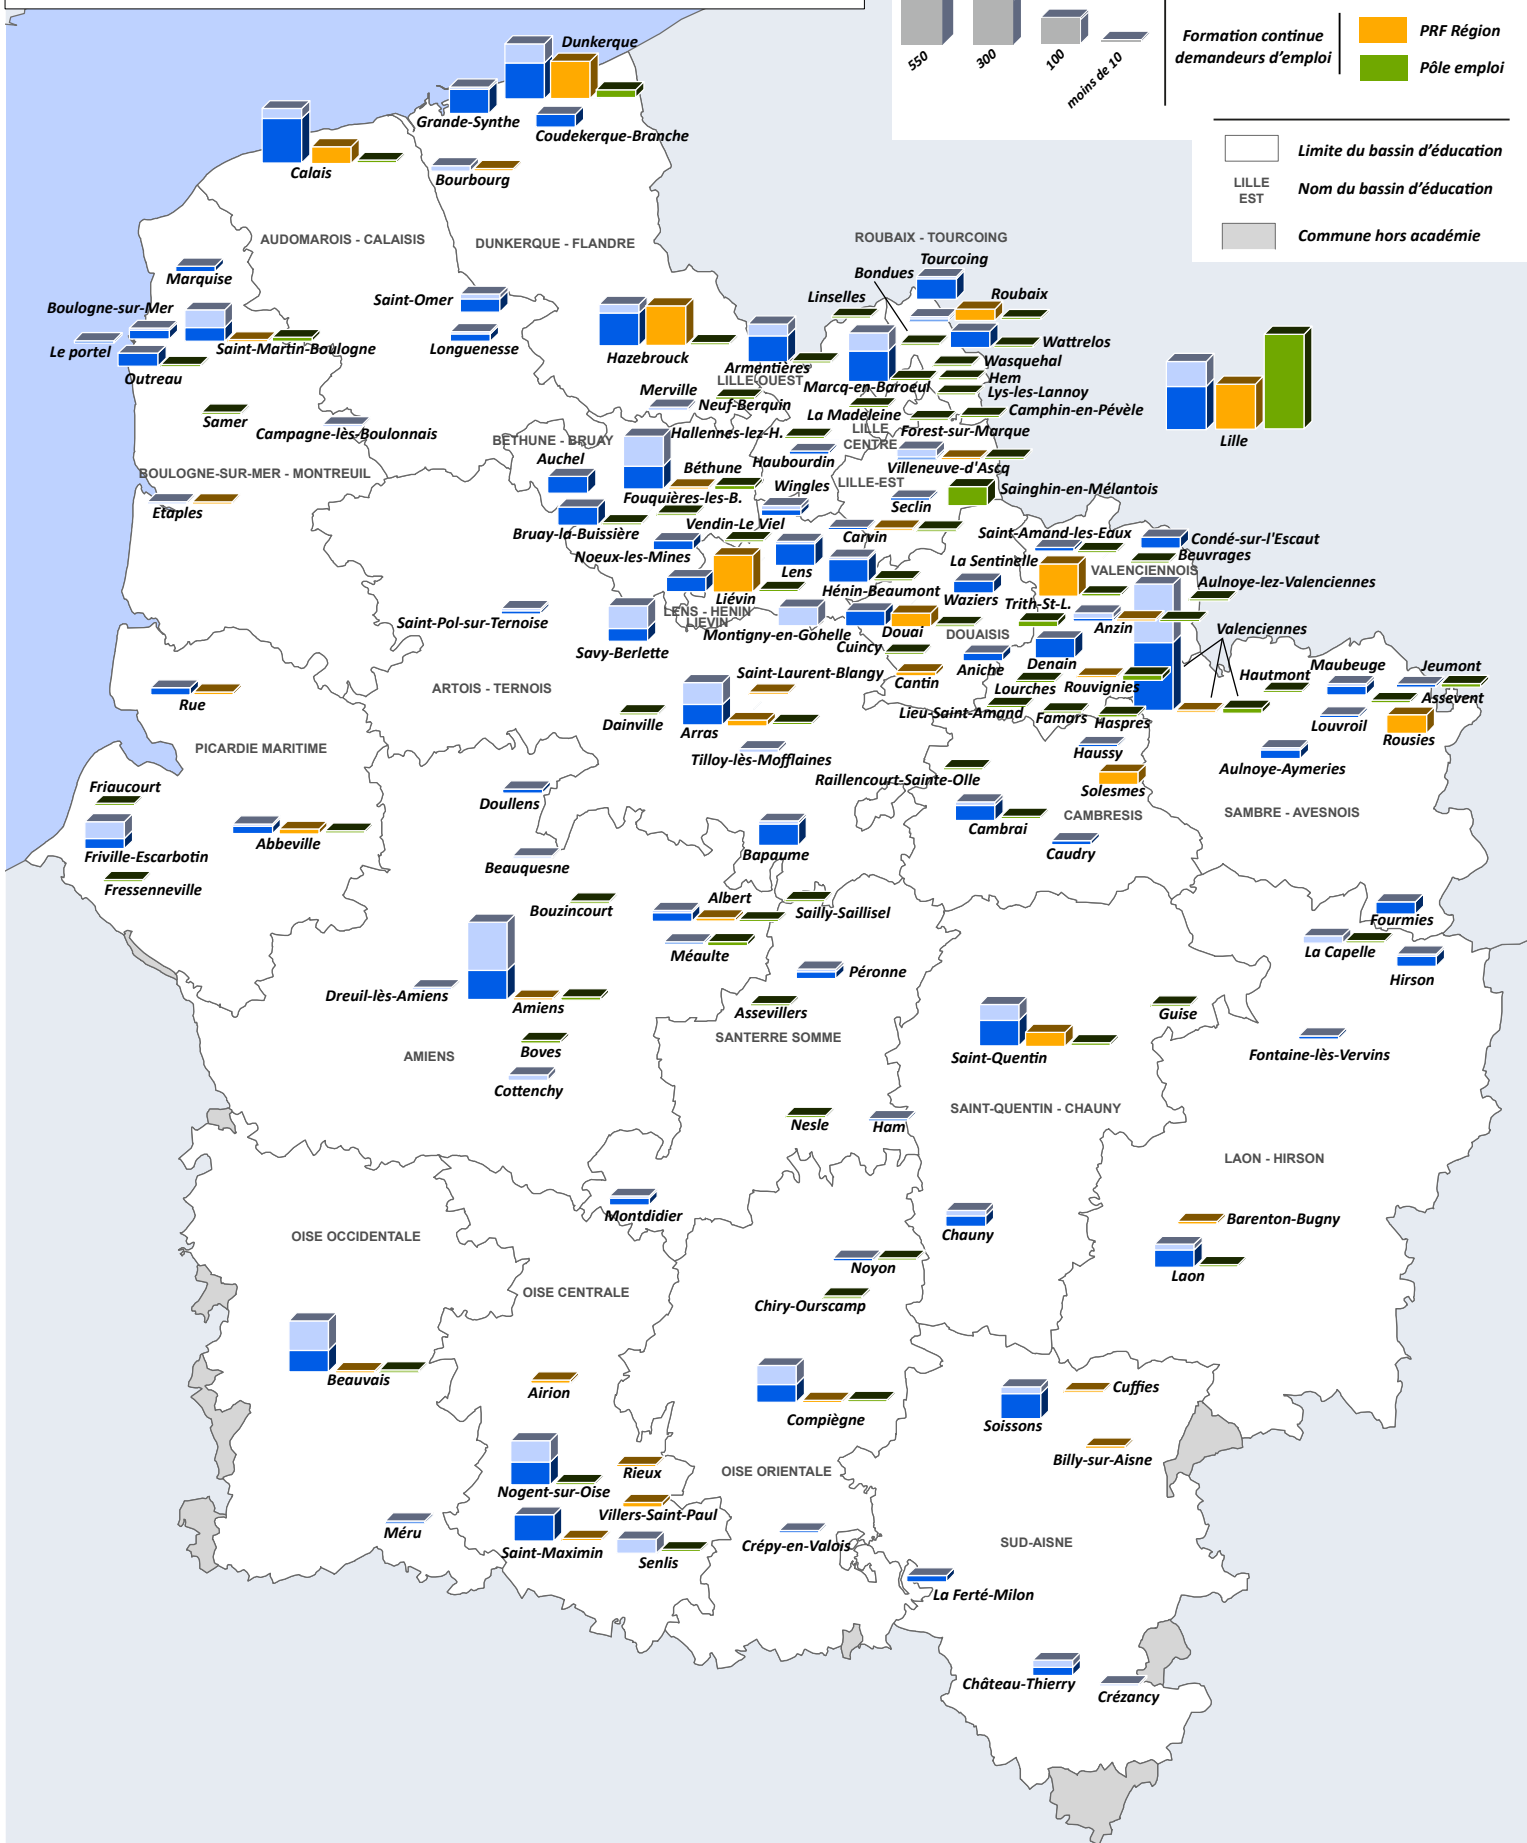 550
300
100
moins de 10
Formation continue
demandeurs d'emploi
PRF Région
Pôle emploi
Limite du bassin d'éducation
LILLE
EST
Nom du bassin d'éducation
Commune hors académie
Dunkerque
Grande-Synthe
Coudekerque-Branche
Calais
Bourbourg
AUDOMAROIS - CALAISIS
DUNKERQUE - FLANDRE
ROUBAIX - TOURCOING
Tourcoing
Bondues
Marquise
Linselles
Roubaix
Saint-Omer
Boulogne-sur-Mer
Wattrelos
Le portel
Saint-Martin-Boulogne
Longuenesse
Hazebrouck
Wasquehal
Outreau
Armentières
Hem
LILLE OUEST
Marcq-en-Baroeul
Lys-les-Lannoy
Merville
Neuf-Berquin
La Madeleine
Camphin-en-Pévèle
Samer
Campagne-lès-Boulonnais
Hallennes-lez-H.
LILLE
CENTRE
Forest-sur-Marque
Lille
BETHUNE - BRUAY
Auchel
Haubourdin
Villeneuve-d'Ascq
BOULOGNE-SUR-MER - MONTREUIL
Béthune
LILLE-EST
Wingles
Sainghin-en-Mélantois
Fouquières-les-B.
Seclin
Etaples
Bruay-la-Buissière
Vendin-Le Viel
Carvin
Saint-Amand-les-Eaux
Condé-sur-l'Escaut
Noeux-les-Mines
La Sentinelle
Beuvrages
Lens
VALENCIENNOIS
Aulnoye-lez-Valenciennes
Liévin
Hénin-Beaumont
Waziers
Trith-St-L.
LENS - HENIN
LIEVIN
Saint-Pol-sur-Ternoise
Montigny-en-Gohelle
Douai
DOUAISIS
Anzin
Valenciennes
Savy-Berlette
Cuincy
Aniche
Denain
Maubeuge
Jeumont
Saint-Laurent-Blangy
Cantin
Lourches
Rouvignies
Hautmont
Assevent
ARTOIS - TERNOIS
Rue
Lieu-Saint-Amand
Famars
Haspres
Louvroil
Dainville
Arras
Rousies
PICARDIE MARITIME
Tilloy-lès-Mofflaines
Haussy
Aulnoye-Aymeries
Raillencourt-Sainte-Olle
Solesmes
Friaucourt
Doullens
Cambrai
CAMBRESIS
SAMBRE - AVESNOIS
Abbeville
Friville-Escarbotin
Bapaume
Caudry
Beauquesne
Fressenneville
Albert
Bouzincourt
Sailly-Saillisel
Fourmies
Méaulte
La Capelle
Péronne
Hirson
Dreuil-lès-Amiens
Amiens
Assevillers
Guise
SANTERRE SOMME
Boves
AMIENS
Saint-Quentin
Fontaine-lès-Vervins
Cottenchy
SAINT-QUENTIN - CHAUNY
Nesle
Ham
LAON - HIRSON
Montdidier
Barenton-Bugny
OISE OCCIDENTALE
Chauny
Noyon
Laon
OISE CENTRALE
Chiry-Ourscamp
Beauvais
Airion
Cuffies
Compiègne
Soissons
Billy-sur-Aisne
Rieux
OISE ORIENTALE
Nogent-sur-Oise
Villers-Saint-Paul
Méru
Saint-Maximin
Crépy-en-Valois
SUD-AISNE
Senlis
La Ferté-Milon
Château-Thierry
Crézancy